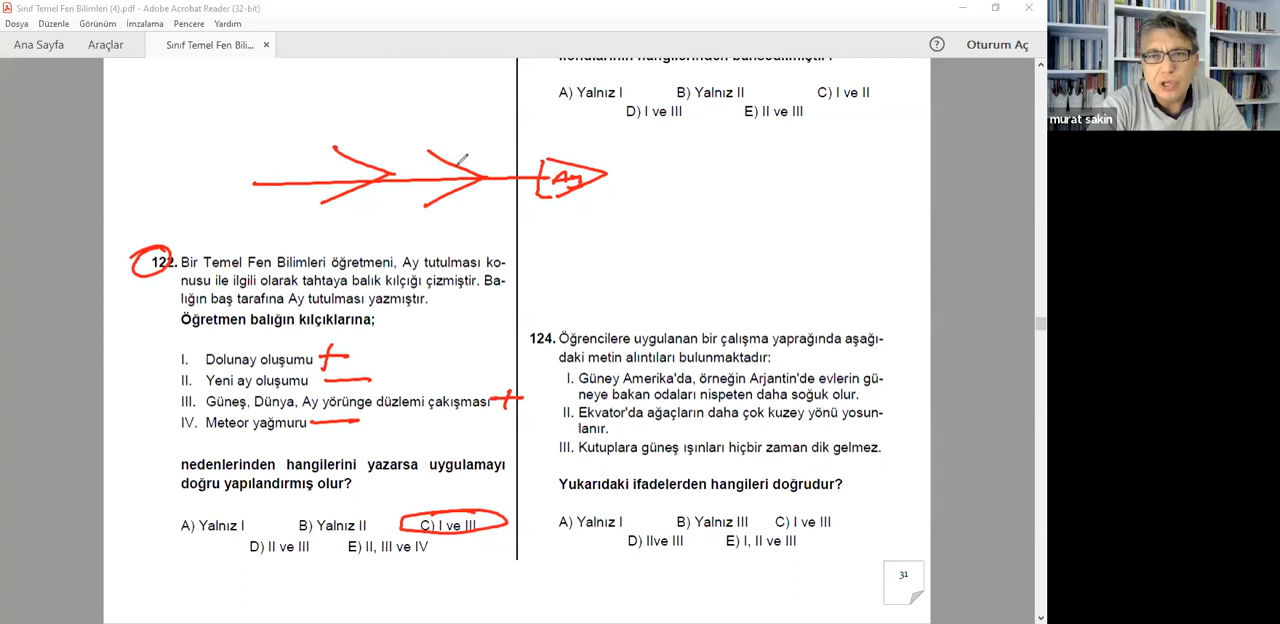 Sınıf Temel Fen Bilimleri (4).pdf - Adobe Acrobat Reader (32-bit)
Dosya Düzenle Görünüm İmzalama Pencere Yardım
Ana Sayfa Araçlar Sınıf Temel Fen Bili... × ? Oturum Aç
murat sakin
Ay
122. Bir Temel Fen Bilimleri öğretmeni, Ay tutulması ko-
nusu ile ilgili olarak tahtaya balık kılçığı çizmiştir. Ba-
lığın baş tarafına Ay tutulması yazmıştır.
Öğretmen balığın kılçıklarına;
I. Dolunay oluşumu
II. Yeni ay oluşumu
III. Güneş, Dünya, Ay yörünge düzlemi çakışması
IV. Meteor yağmuru
nedenlerinden hangilerini yazarsa uygulamayı
doğru yapılandırmış olur?
A) Yalnız I B) Yalnız II C) I ve III
D) II ve III E) II, III ve IV
konularının hangilerinden bahsedilmiştir?
A) Yalnız I B) Yalnız II C) I ve II
D) I ve III E) II ve III
124. Öğrencilere uygulanan bir çalışma yaprağında aşağı-
daki metin alıntıları bulunmaktadır:
I. Güney Amerika'da, örneğin Arjantin'de evlerin gü-
neye bakan odaları nispeten daha soğuk olur.
II. Ekvator'da ağaçların daha çok kuzey yönü yosun-
lanır.
III. Kutuplara güneş ışınları hiçbir zaman dik gelmez.
Yukarıdaki ifadelerden hangileri doğrudur?
A) Yalnız I B) Yalnız III C) I ve III
D) IIve III E) I, II ve III
31